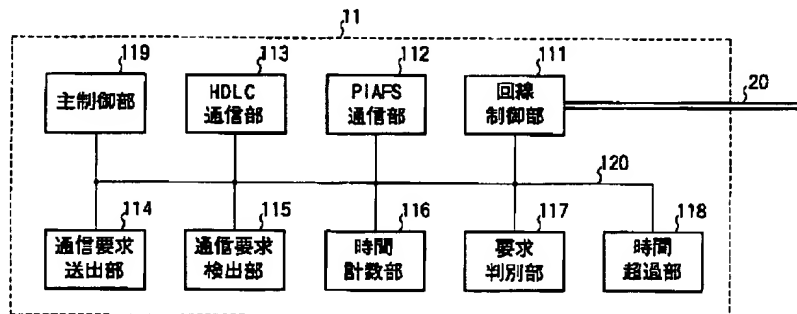 11
119
113
112
111
主制御部
HDLC
通信部
PIAFS
通信部
回線
制御部
20
120
114
115
116
117
118
通信要求
送出部
通信要求
検出部
時間
計数部
要求
判別部
時間
超過部